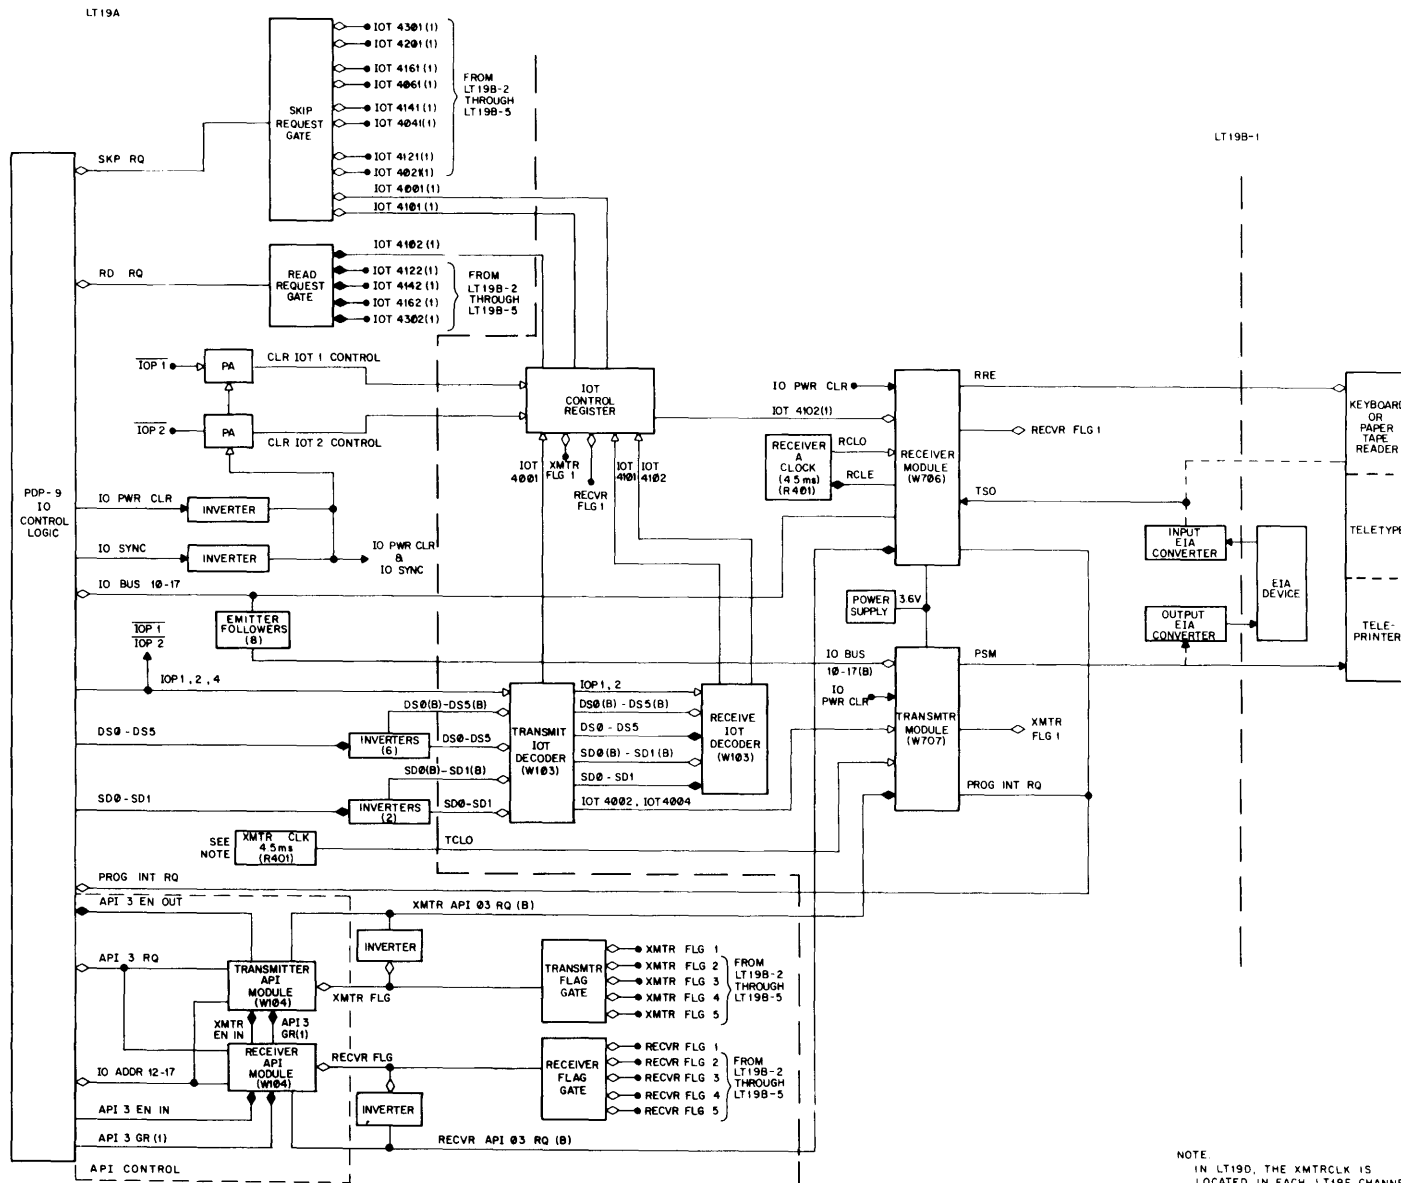 LT19A
IOT 4301(1)
IOT 4201(1)
IOT 4161(1)
IOT 4061(1)
IOT 4141(1)
IOT 4041(1)
IOT 4121(1)
IOT 4021(1)
IOT 4001(1)
IOT 4101(1)
FROM
LT19B-2
THROUGH
LT19B-5
SKIP
REQUEST
GATE
SKP RQ
LT19B-1
IOT 4102(1)
IOT 4122(1)
IOT 4142(1)
IOT 4162(1)
IOT 4302(1)
FROM
LT19B-2
THROUGH
LT19B-5
READ
REQUEST
GATE
RD RQ
IOP 1
PA
CLR IOT 1 CONTROL
IOP 2
PA
CLR IOT 2 CONTROL
IOT
CONTROL
REGISTER
IOT
4001
XMTR
FLG 1
RECVR
FLG 1
IOT
4101
IOT
4102
IO PWR CLR
IOT 4102(1)
RECEIVER
A
CLOCK
(4.5ms)
(R401)
RCLO
RCLE
RECEIVER
MODULE
(W706)
RRE
RECVR FLG 1
TSO
KEYBOARD
OR
PAPER
TAPE
READER
TELETYPE
TELE-
PRINTER
INPUT
EIA
CONVERTER
EIA
DEVICE
OUTPUT
EIA
CONVERTER
PDP-9
IO
CONTROL
LOGIC
IO PWR CLR
INVERTER
IO SYNC
INVERTER
IO PWR CLR
&
IO SYNC
IO BUS 10-17
EMITTER
FOLLOWERS
(8)
IOP 1
IOP 2
IOP 1, 2, 4
POWER
SUPPLY
3.6V
IO BUS
10-17(B)
IO
PWR CLR
PSM
TRANSMTR
MODULE
(W707)
XMTR
FLG 1
PROG INT RQ
DS0-DS5
INVERTERS
(6)
DS0(B)-DS5(B)
DS0-DS5
SD0-SD1
INVERTERS
(2)
SD0(B)-SD1(B)
SD0-SD1
TRANSMIT
IOT
DECODER
(W103)
IOP 1, 2
DS0(B)-DS5(B)
DS0-DS5
SD0(B)-SD1(B)
SD0-SD1
IOT 4002, IOT4004
RECEIVE
IOT
DECODER
(W103)
SEE
NOTE
XMTR CLK
4.5ms
(R401)
TCLO
PROG INT RQ
API 3 EN OUT
XMTR API 03 RQ (B)
INVERTER
API 3 RQ
TRANSMITTER
API
MODULE
(W104)
XMTR FLG
TRANSMTR
FLAG
GATE
XMTR FLG 1
XMTR FLG 2
XMTR FLG 3
XMTR FLG 4
XMTR FLG 5
FROM
LT19B-2
THROUGH
LT19B-5
XMTR
EN IN
API 3
GR(1)
RECEIVER
API
MODULE
(W104)
RECVR FLG
RECEIVER
FLAG
GATE
RECVR FLG 1
RECVR FLG 2
RECVR FLG 3
RECVR FLG 4
RECVR FLG 5
FROM
LT19B-2
THROUGH
LT19B-5
IO ADDR 12-17
API 3 EN IN
INVERTER
API 3 GR(1)
RECVR API 03 RQ (B)
API CONTROL
NOTE.
IN LT19D, THE XMTRCLK IS
LOCATED IN EACH LT19E CHANNE